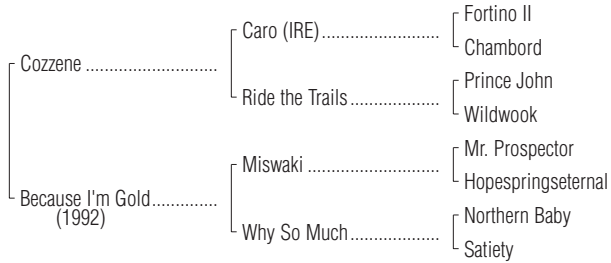 Fortino II
Caro (IRE)..........................
Chambord
Cozzene .............................
Prince John
Ride the Trails....................
Wildwook
Mr. Prospector
Miswaki .............................
Hopespringseternal
Because I'm Gold..............
(1992)
Northern Baby
Why So Much....................
Satiety